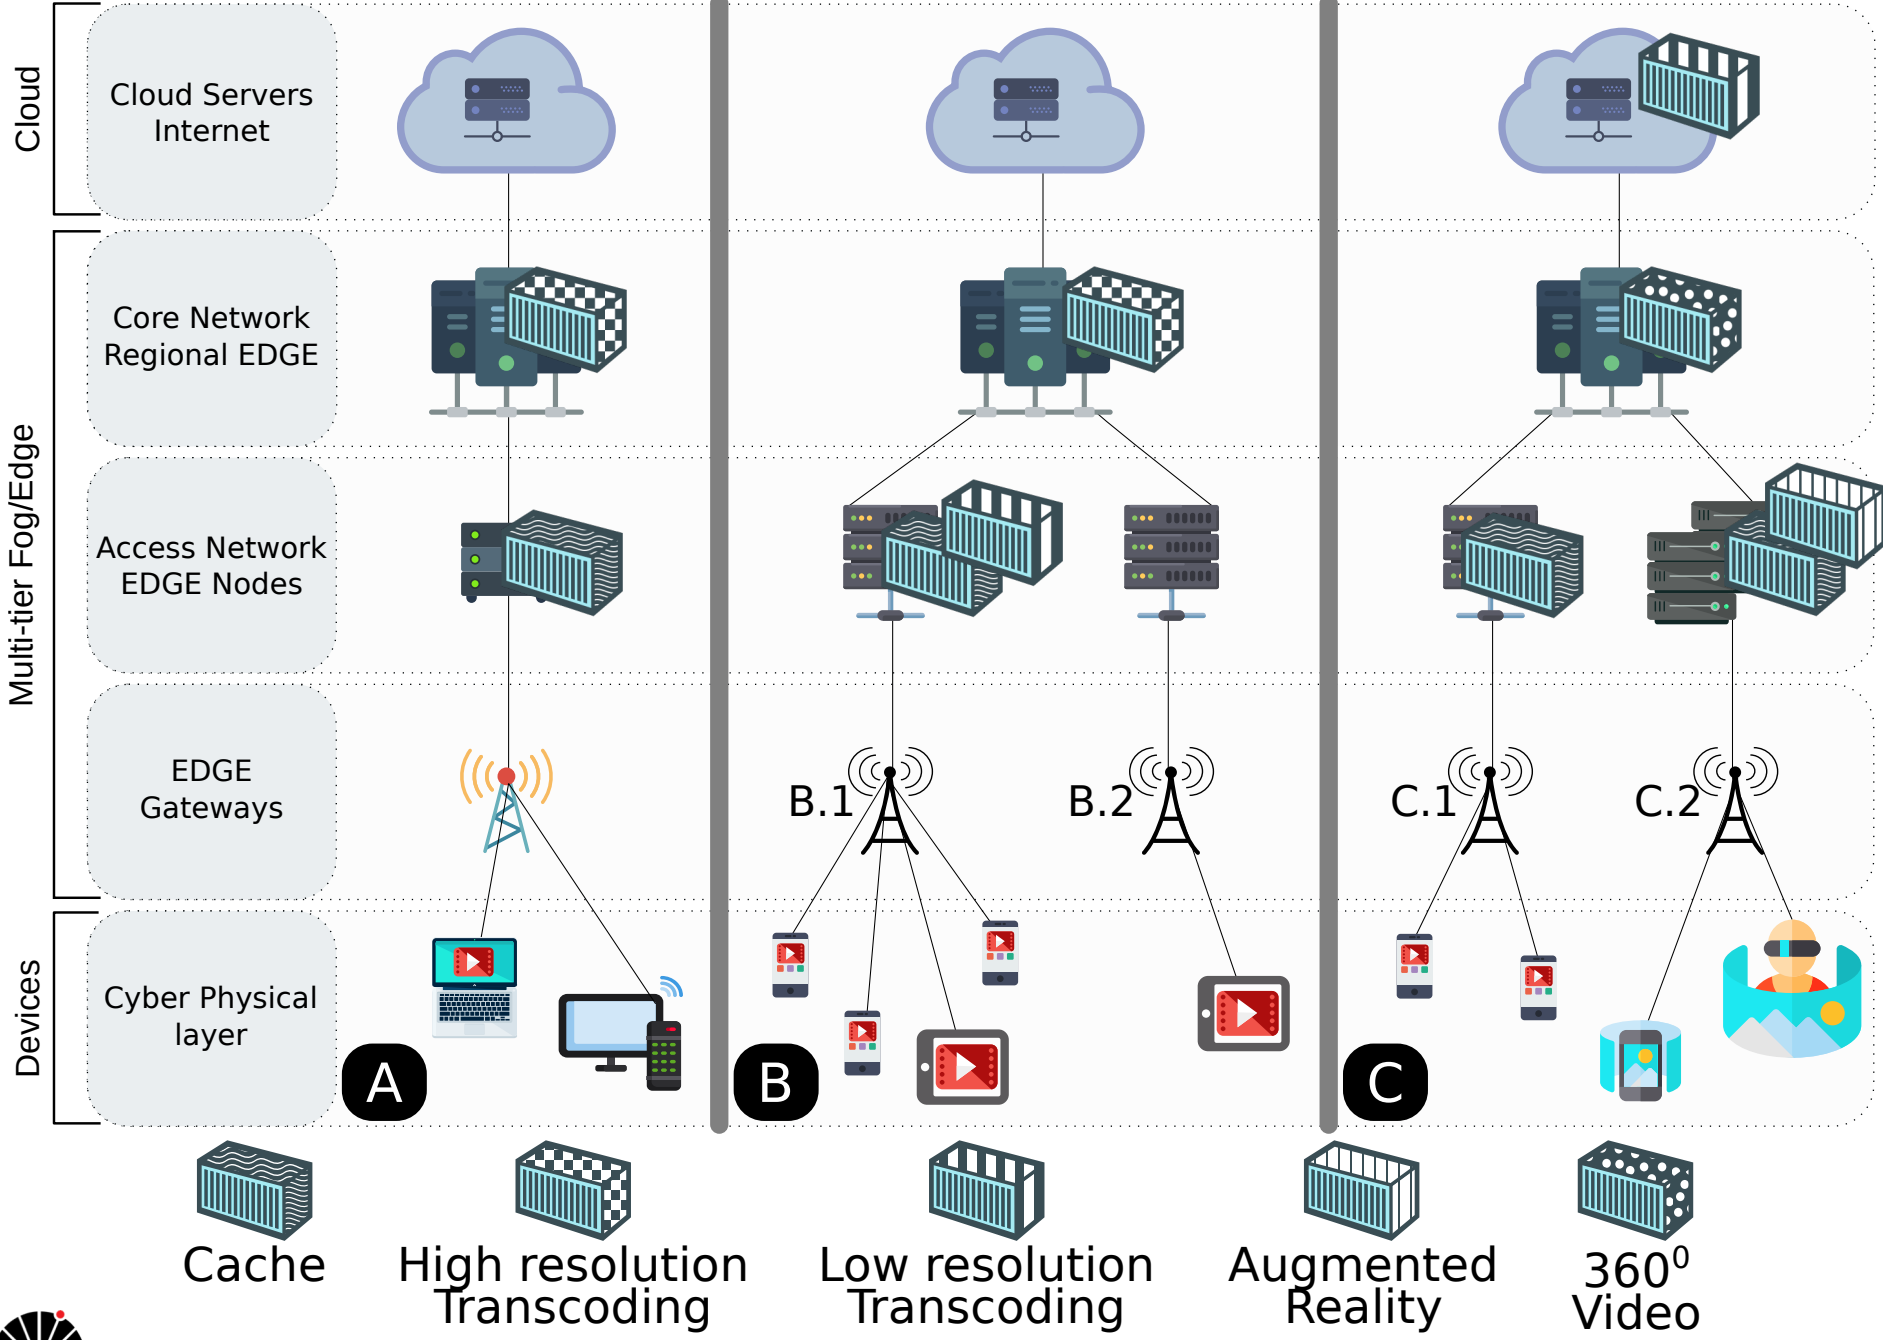 Cloud
Cloud Servers
Internet
Multi-tier Fog/Edge
Core Network
Regional EDGE
Access Network
EDGE Nodes
EDGE
Gateways
B.1
B.2
C.1
C.2
Devices
Cyber Physical
layer
A
B
C
Cache
High resolution
Transcoding
Low resolution
Transcoding
Augmented
Reality
360⁰
Video